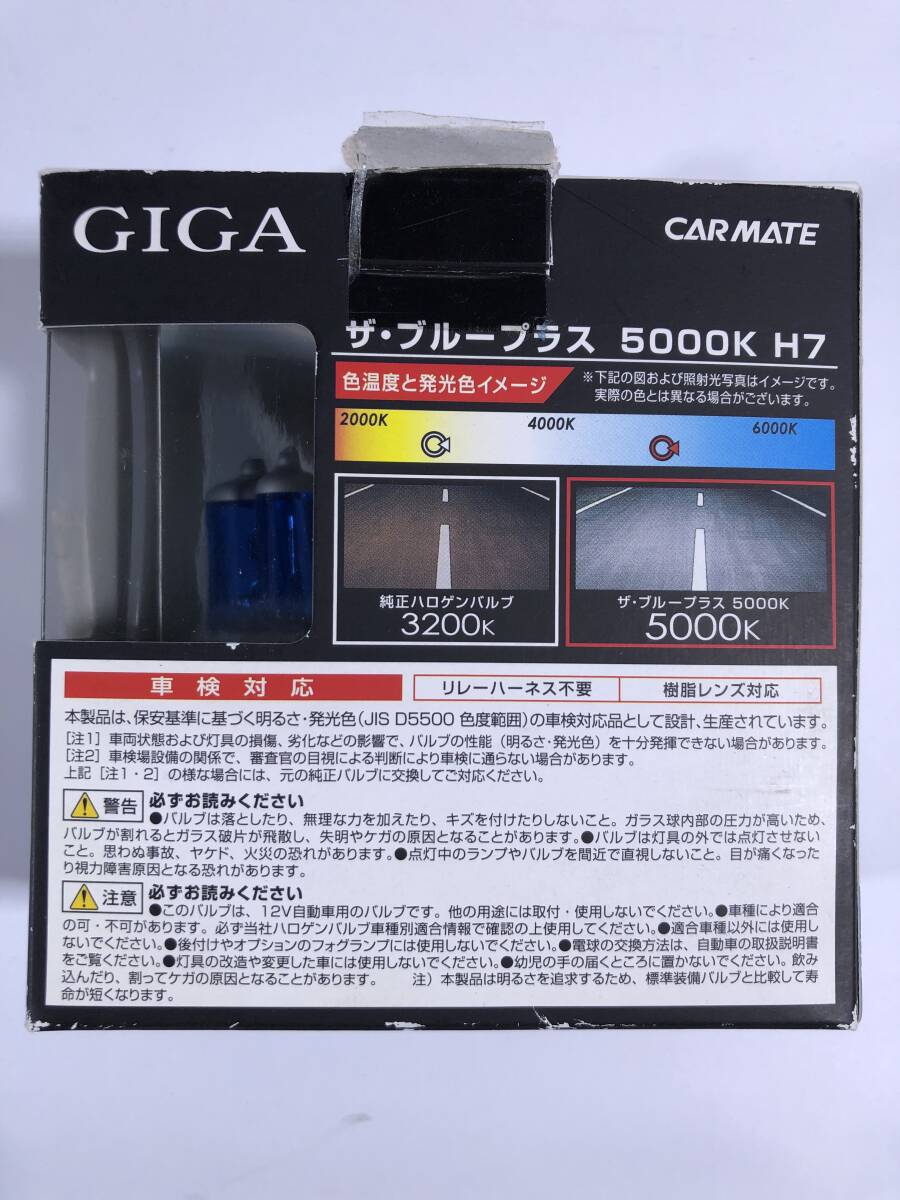 GIGA
CARMATE
ザ・ブループラス 5000K H7
色温度と発光色イメージ
※下記の図および照射光写真はイメージです。
実際の色とは異なる場合がございます。
2000K 4000K 6000K
純正ハロゲンバルブ
3200K
ザ・ブループラス 5000K
5000K
車検対応
リレーハーネス不要
樹脂レンズ対応
本製品は、保安基準に基づく明るさ・発光色(JIS D5500 色度範囲)の車検対応品として設計、生産されています。
[注1] 車両状態および灯具の損傷、劣化などの影響で、バルブの性能(明るさ・発光色)を十分発揮できない場合があります。
[注2] 車検場設備の関係で、審査官の目視による判断により車検に通らない場合があります。
上記[注1・2]の様な場合には、元の純正バルブに交換してご対応ください。
警告 必ずお読みください
●バルブは落としたり、無理な力を加えたり、キズを付けたりしないこと。ガラス球内部の圧力が高いため、
バルブが割れるとガラス破片が飛散し、失明やケガの原因となることがあります。●バルブは灯具の外では点灯させない
こと。思わぬ事故、ヤケド、火災の恐れがあります。●点灯中のランプやバルブを間近で直視しないこと。目が痛くなった
り視力障害原因となる恐れがあります。
注意 必ずお読みください
●このバルブは、12V自動車用のバルブです。他の用途には取付・使用しないでください。●車種により適合
の可・不可があります。必ず当社ハロゲンバルブ車種別適合情報で確認の上使用してください。●適合車種以外には使用し
ないでください。●後付けやオプションのフォグランプには使用しないでください。●電球の交換方法は、自動車の取扱説明書
をご覧ください。●灯具の改造や変更した車には使用しないでください。●幼児の手の届くところに置かないでください。飲み
込んだり、割ってケガの原因となることがあります。 注)本製品は明るさを追求するため、標準装備バルブと比較して寿
命が短くなります。